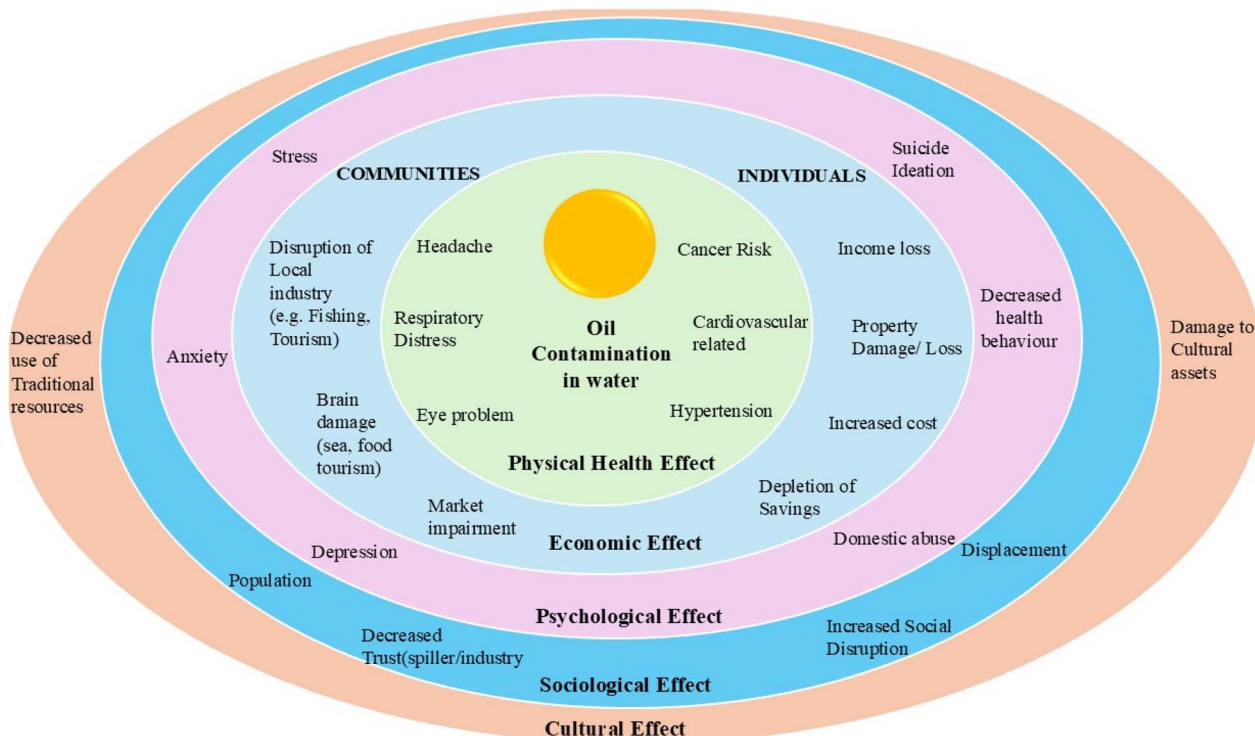 Stress
Suicide
Ideation
COMMUNITIES
INDIVIDUALS
Disruption of
Local
industry
(e.g. Fishing,
Tourism)
Headache
Cancer Risk
Income loss
Decreased
use of
Traditional
resources
Anxiety
Respiratory
Distress
Oil
Contamination
in water
Cardiovascular
related
Property
Damage/ Loss
Decreased
health
behaviour
Damage to
Cultural
assets
Brain
damage
(sea, food
tourism)
Eye problem
Hypertension
Increased cost
Physical Health Effect
Market
impairment
Depletion of
Savings
Economic Effect
Depression
Domestic abuse
Displacement
Population
Psychological Effect
Decreased
Trust(spiller/industry
Increased Social
Disruption
Sociological Effect
Cultural Effect